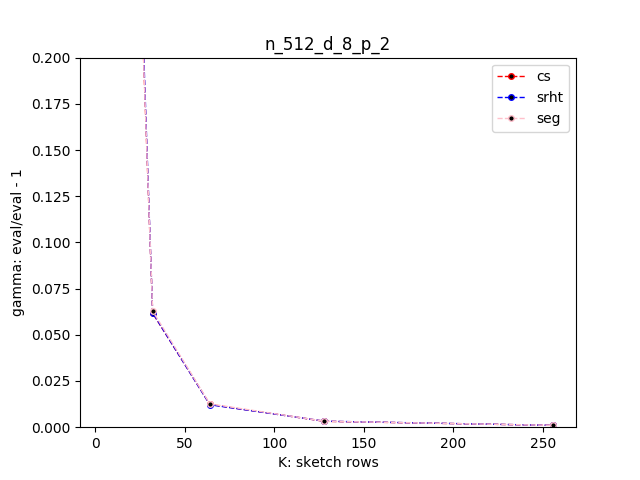 n_512_d_8_p_2
gamma: eval/eval - 1
0.200
0.175
0.150
0.125
0.100
0.075
0.050
0.025
0.000
cs
srht
seg
0 50 100 150 200 250
K: sketch rows